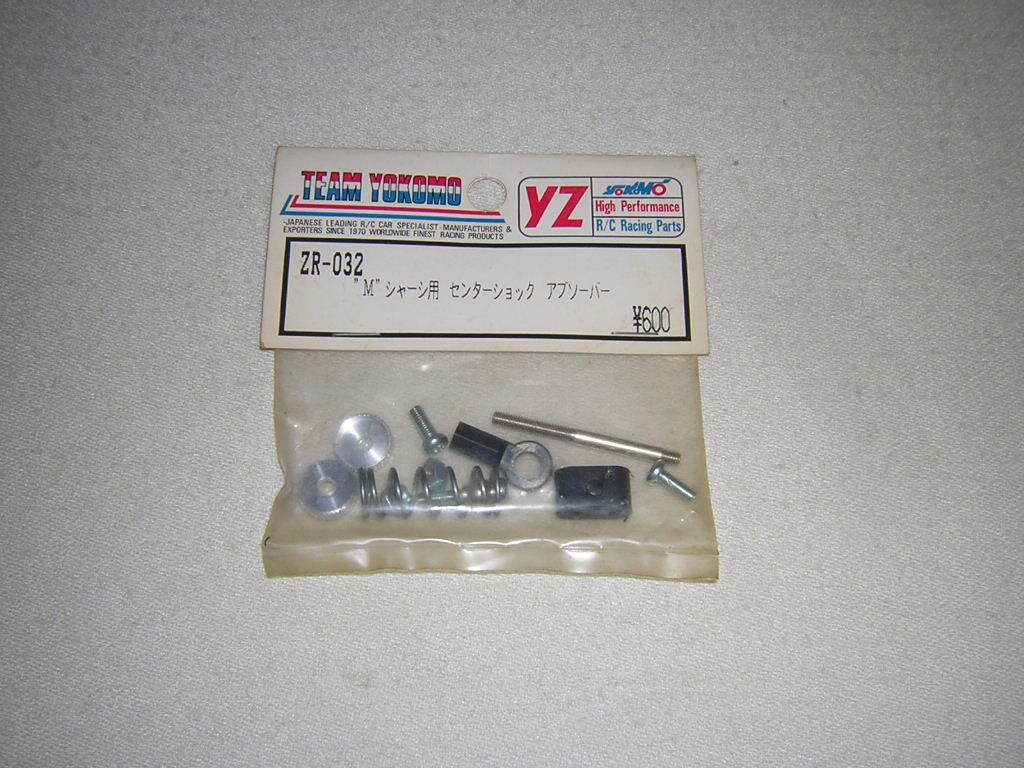 TEAM YOKOMO
-JAPANESE LEADING R/C CAR SPECIALIST-MANUFACTURERS &
EXPORTERS SINCE 1970 WORLDWIDE FINEST RACING PRODUCTS
YZ
YOKOMO
High Performance
R/C Racing Parts
ZR-032
"M"シャーシ用 センターショック アブソーバー
¥600